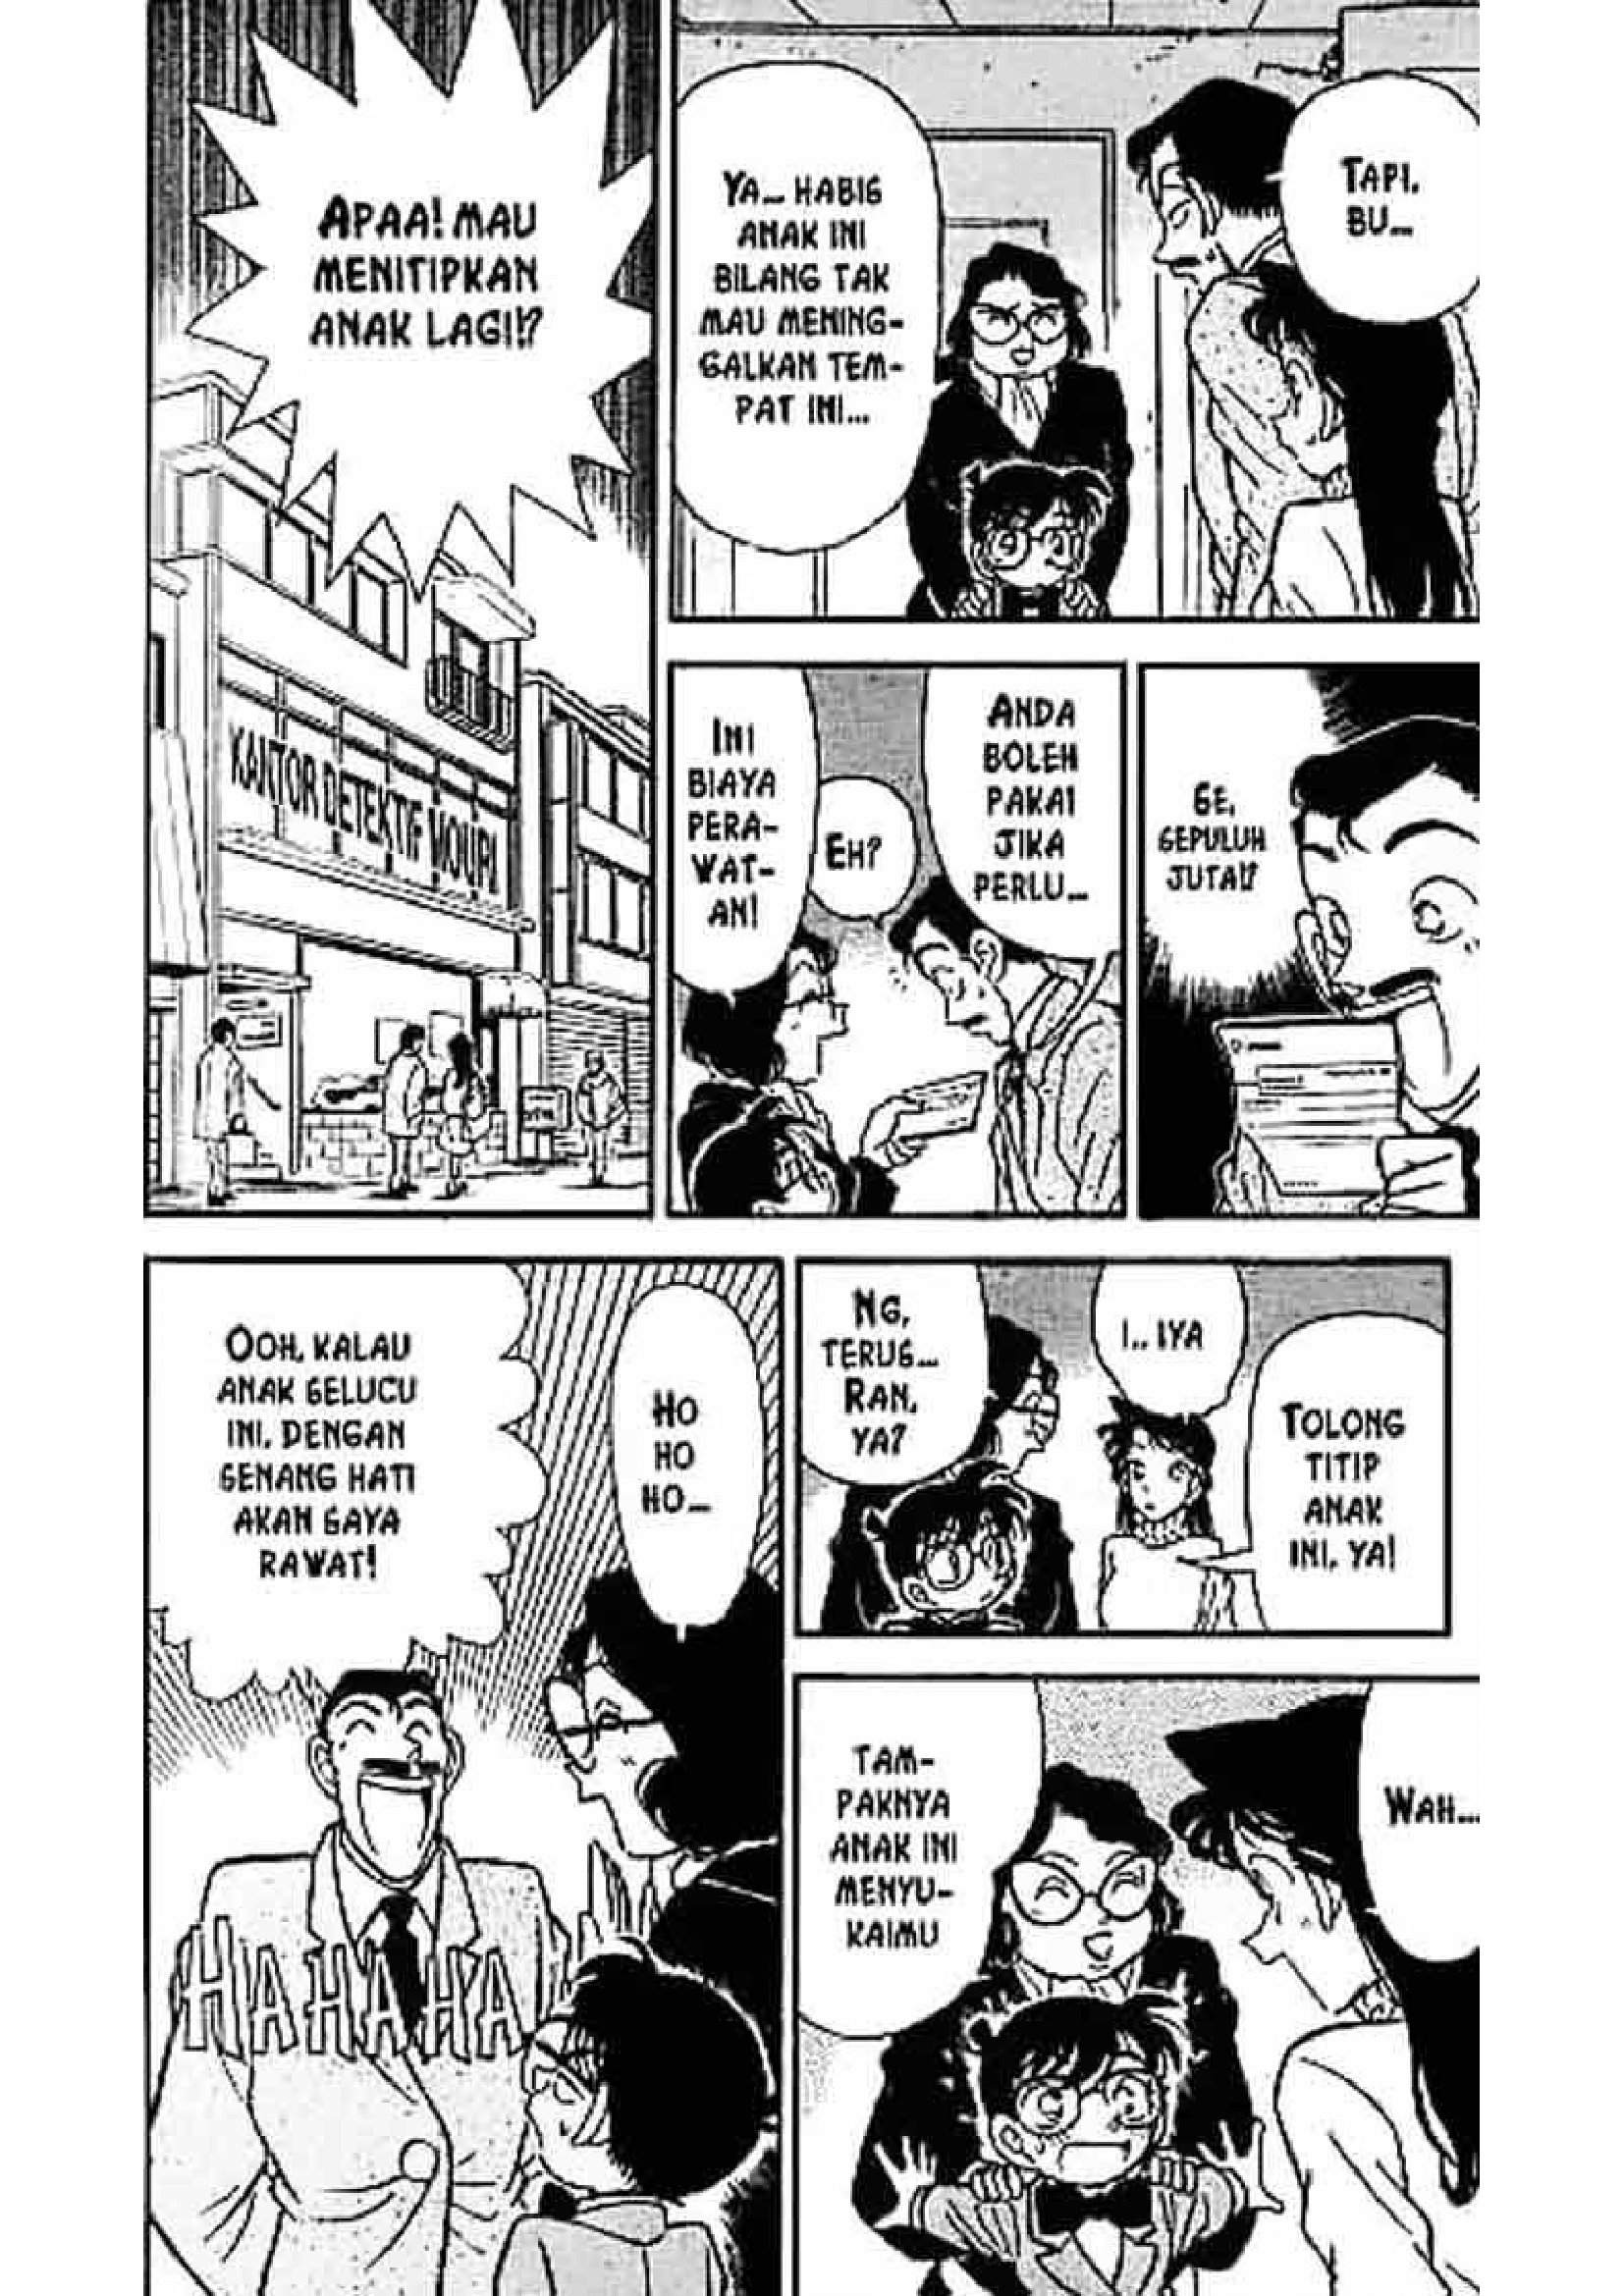 APAA! MAU
MENITIPKAN
ANAK LAGI!?
KANTOR DETEKTIF MOURI
YA... HABIS
ANAK INI
BILANG TAK
MAU MENING-
GALKAN TEM-
PAT INI...
TAPI,
BU...
INI
BIAYA
PERA-
WAT-
AN!
EH?
ANDA
BOLEH
PAKAI
JIKA
PERLU...
SE,
SEPULUH
JUTA!?
OOH, KALAU
ANAK SELUCU
INI, DENGAN
SENANG HATI
AKAN SAYA
RAWAT!
HO
HO
HO...
HA HA HA HA
NG,
TERUS...
RAN,
YA?
I.. IYA
TOLONG
TITIP
ANAK
INI, YA!
TAM-
PAKNYA
ANAK INI
MENYU-
KAIMU
WAH...